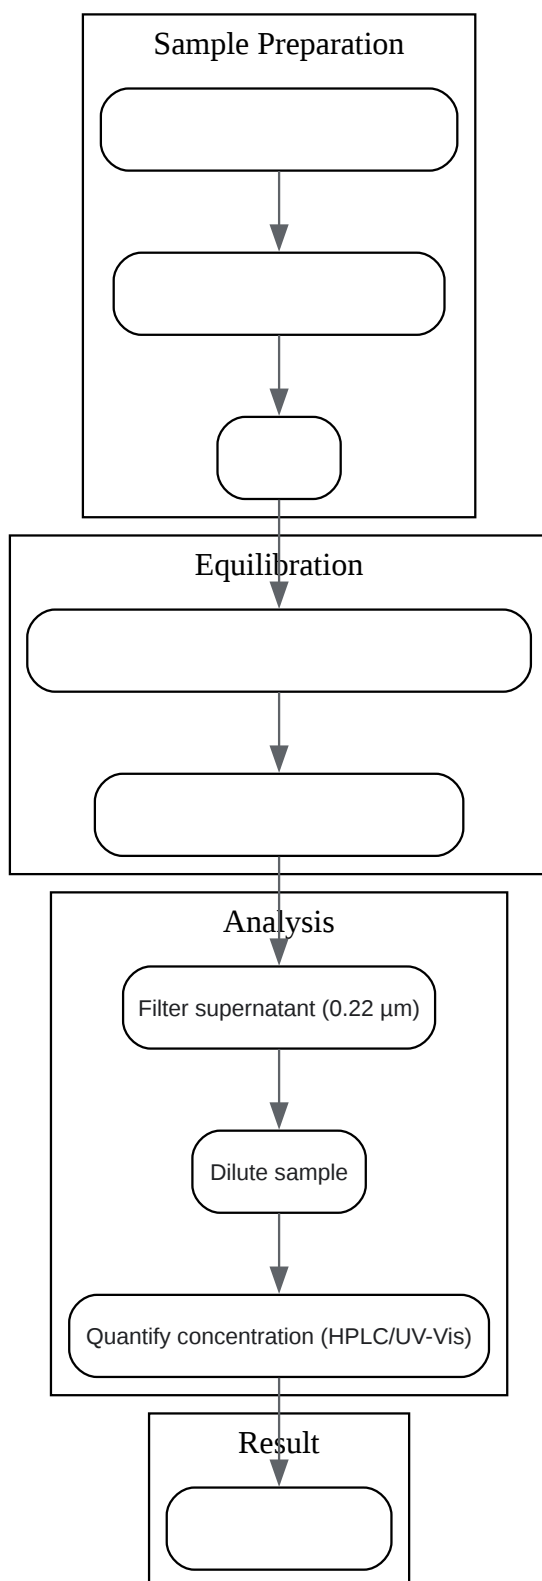 Sample Preparation
Equilibration
Analysis
Filter supernatant (0.22 µm)
Dilute sample
Quantify concentration (HPLC/UV-Vis)
Result